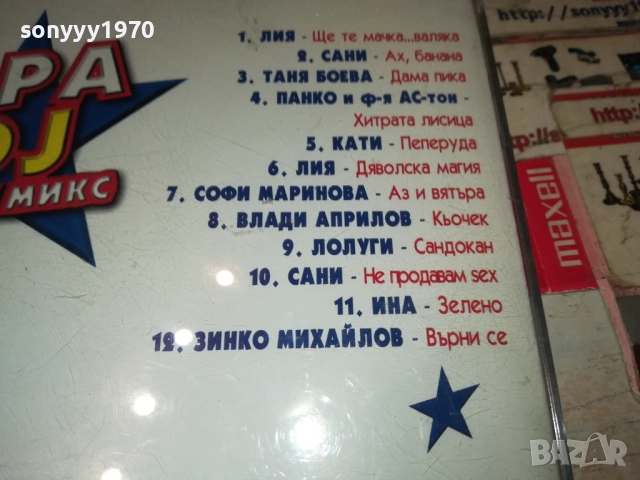 sonyyy1970
РА
DJ
МИКС
1. ЛИЯ - Ще те мачка...валяка
2. САНИ - Ах, банана
3. ТАНЯ БОЕВА - Дама пика
4. ПАНКО и ф-я АС-тон -
Хитрата лисица
5. КАТИ - Пеперуда
6. ЛИЯ - Дяволска магия
7. СОФИ МАРИНОВА - Аз и вятъра
8. ВЛАДИ АПРИЛОВ - Кьочек
9. ЛОЛУГИ - Сандокан
10. САНИ - Не продавам sex
11. ИНА - Зелено
12. ЗИНКО МИХАЙЛОВ - Върни се
maxell
http://sonyyy1
http:
BAZAR